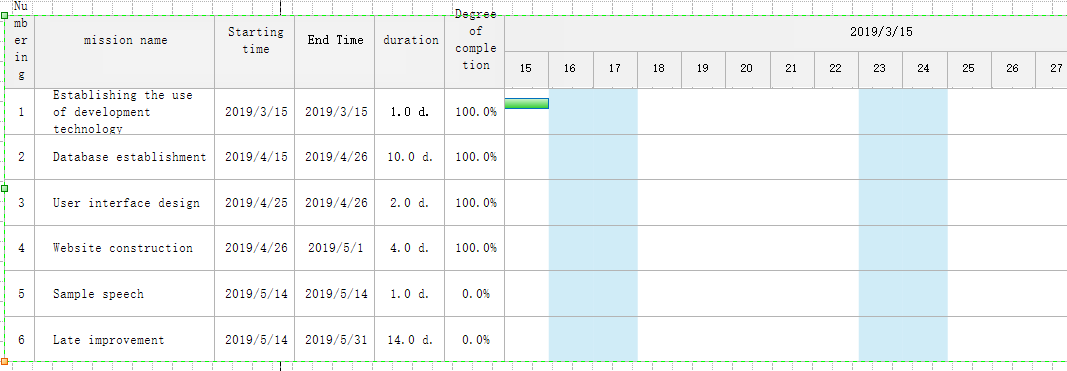 Nu
mb
er
in
g
mission name
Starting
time
End Time
duration
Degree
of
comple
tion
2019/3/15
15 16 17 18 19 20 21 22 23 24 25 26 27
1
Establishing the use
of development
technology
2019/3/15 2019/3/15 1.0 d. 100.0%
2 Database establishment 2019/4/15 2019/4/26 10.0 d. 100.0%
3 User interface design 2019/4/25 2019/4/26 2.0 d. 100.0%
4 Website construction 2019/4/26 2019/5/1 4.0 d. 100.0%
5 Sample speech 2019/5/14 2019/5/14 1.0 d. 0.0%
6 Late improvement 2019/5/14 2019/5/31 14.0 d. 0.0%